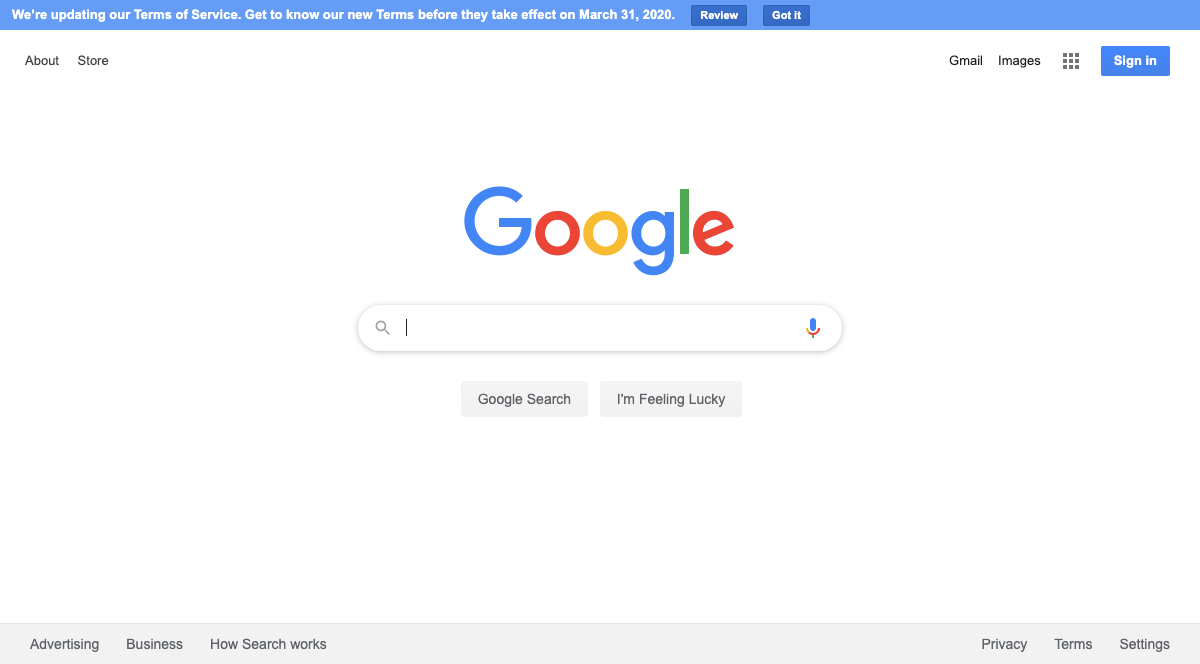 We're updating our Terms of Service. Get to know our new Terms before they take effect on March 31, 2020. Review Got it
About Store Gmail Images Sign in
Google
Google Search I'm Feeling Lucky
Advertising Business How Search works Privacy Terms Settings